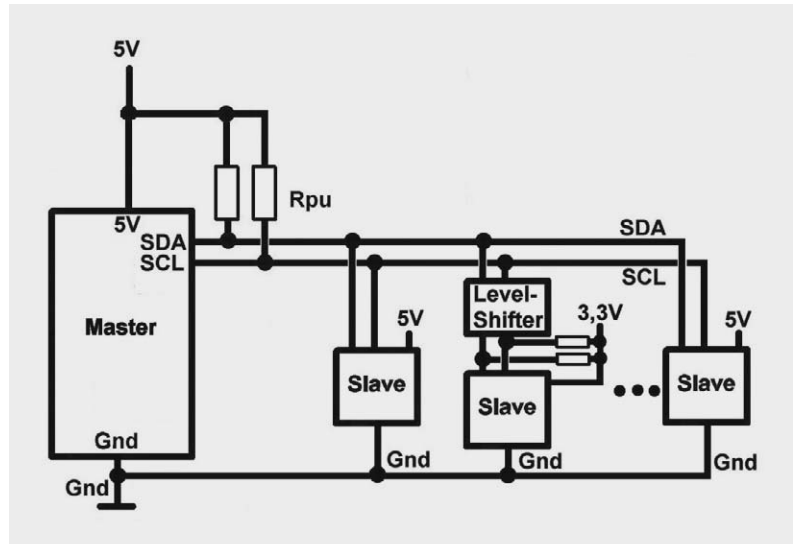 5V
5V
Rpu
SDA
SCL
SDA
SCL
Master
Level-
Shifter
3,3V
5V
5V
Slave
Slave
Slave
Gnd
Gnd
Gnd
Gnd
Gnd